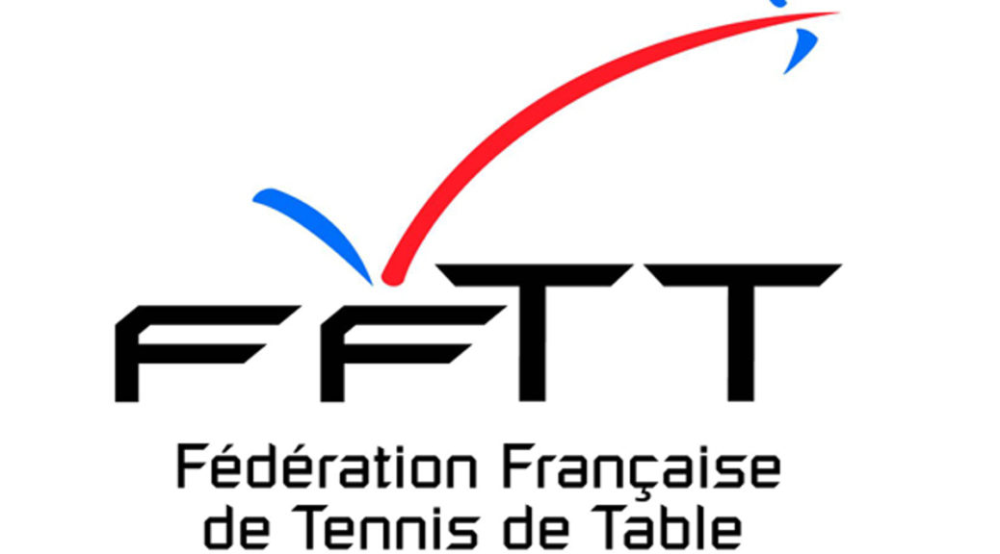 FFTT
Fédération Française
de Tennis de Table